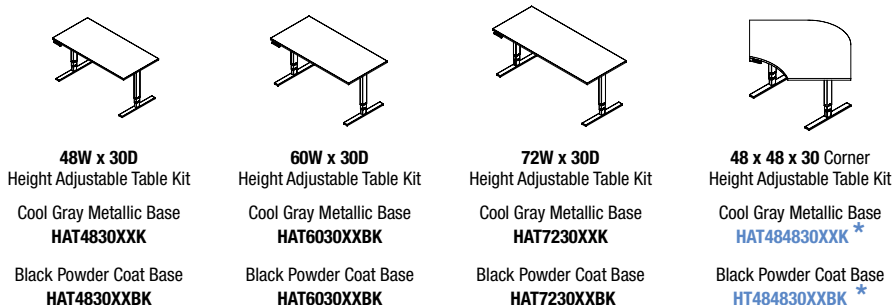 48W x 30D
Height Adjustable Table Kit
Cool Gray Metallic Base
HAT4830XXK
Black Powder Coat Base
HAT4830XXBK
60W x 30D
Height Adjustable Table Kit
Cool Gray Metallic Base
HAT6030XXBK
Black Powder Coat Base
HAT6030XXBK
72W x 30D
Height Adjustable Table Kit
Cool Gray Metallic Base
HAT7230XXK
Black Powder Coat Base
HAT7230XXBK
48 x 48 x 30 Corner
Height Adjustable Table Kit
Cool Gray Metallic Base
HAT484830XXK *
Black Powder Coat Base
HT484830XXBK *